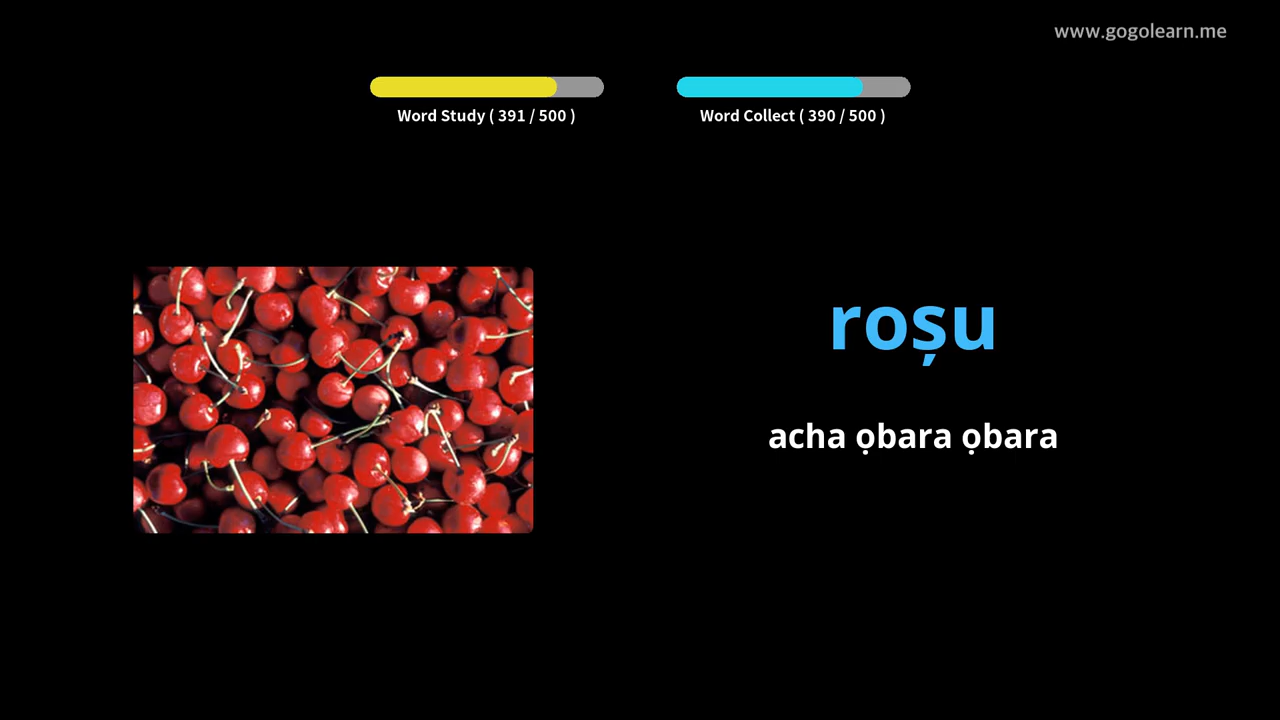 www.gogolearn.me
Word Study ( 391 / 500 )
Word Collect ( 390 / 500 )
roșu
acha ọbara ọbara